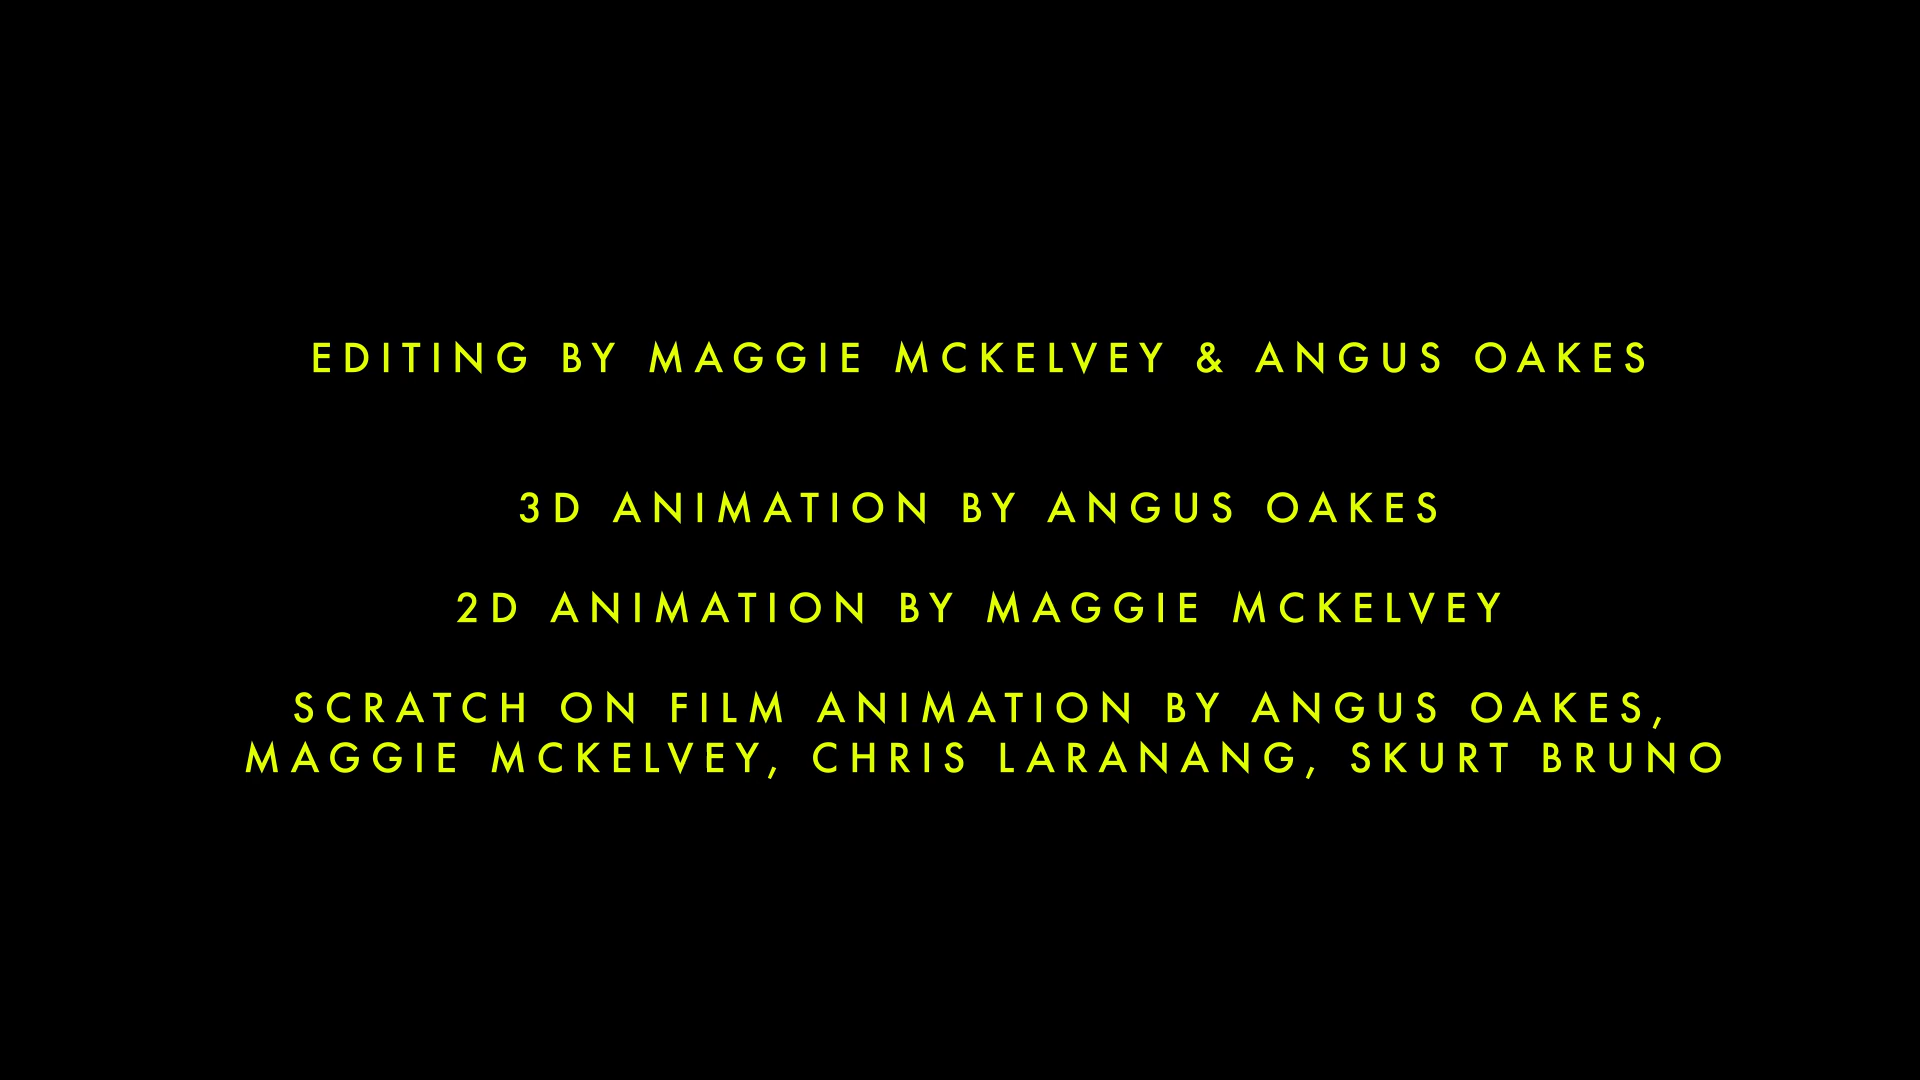 EDITING BY MAGGIE MCKELVEY & ANGUS OAKES
3D ANIMATION BY ANGUS OAKES
2D ANIMATION BY MAGGIE MCKELVEY
SCRATCH ON FILM ANIMATION BY ANGUS OAKES,
MAGGIE MCKELVEY, CHRIS LARANANG, SKURT BRUNO